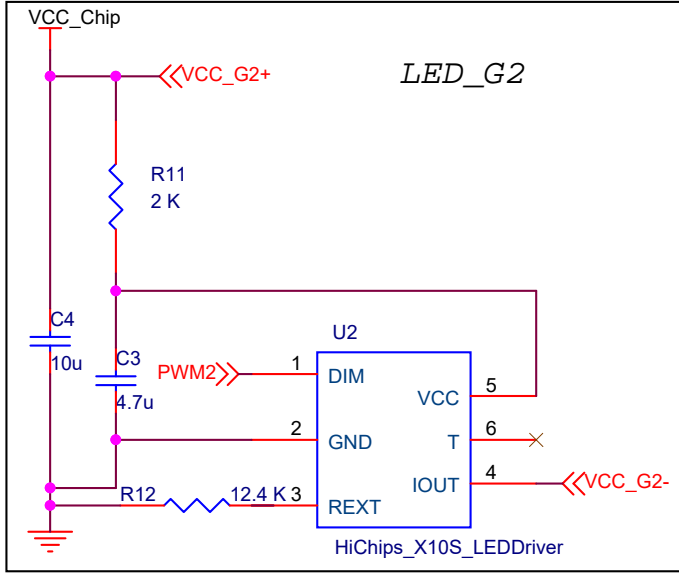 VCC_Chip
VCC_G2+
LED_G2
R11
2 K
C4
10u
C3
4.7u
U2
PWM2
1
DIM
VCC
5
2
GND
T
6
R12
12.4 K
3
REXT
IOUT
4
VCC_G2-
HiChips_X10S_LEDDriver